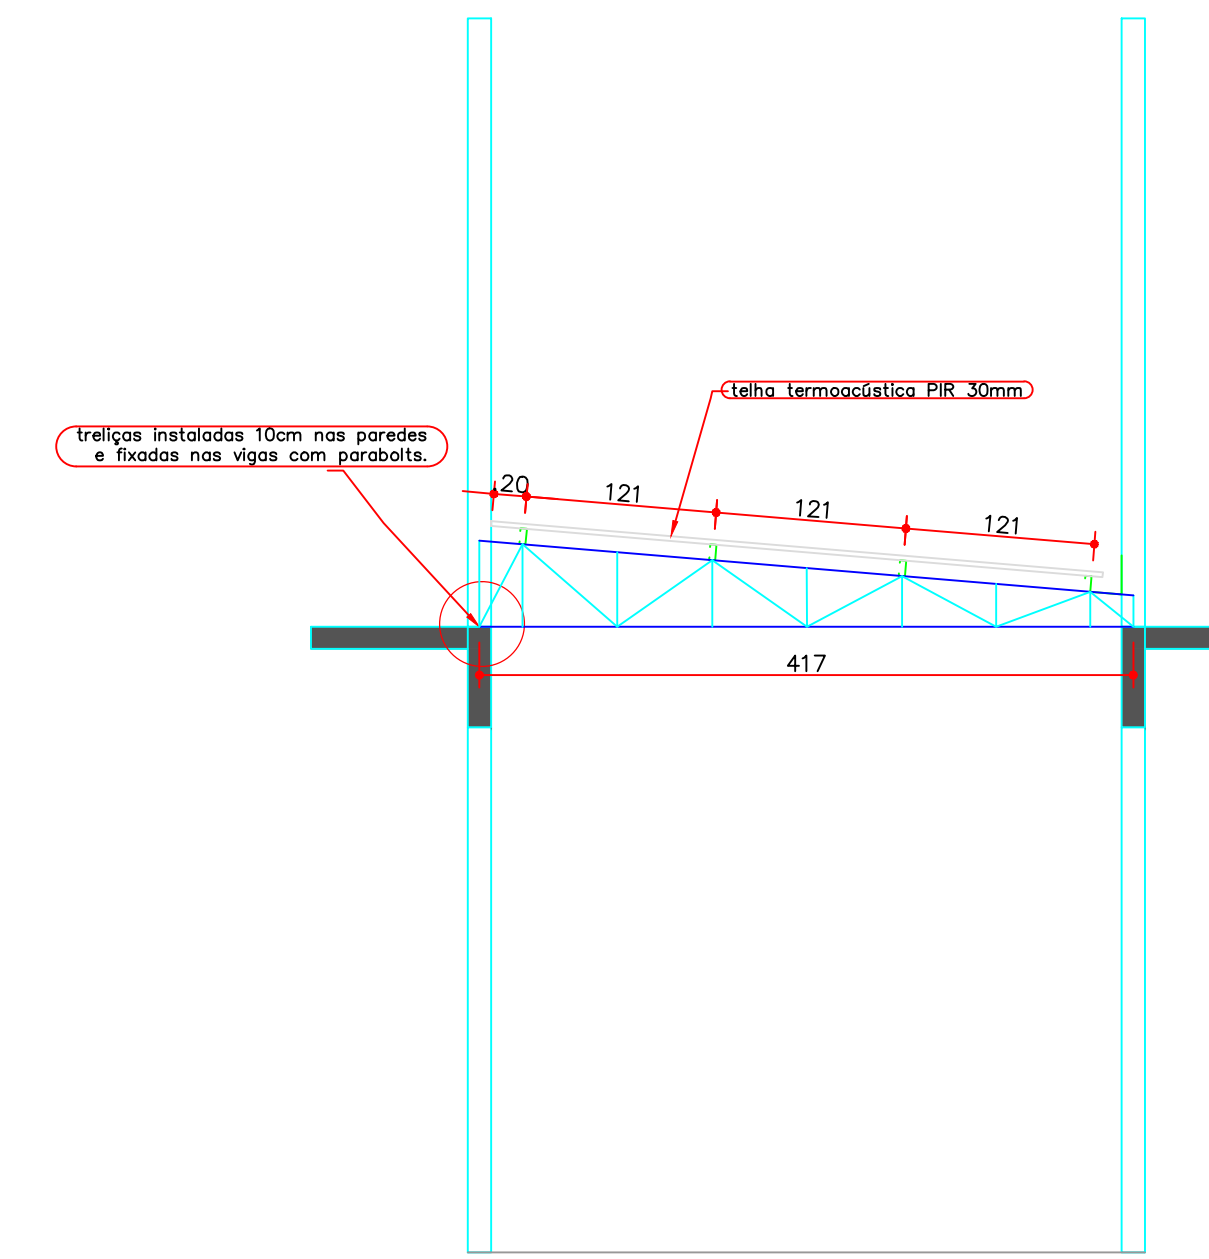 telha termoacústica PIR 30mm
treliças instaladas 10cm nas paredes
e fixadas nas vigas com parabolts.
20
121
121
121
417